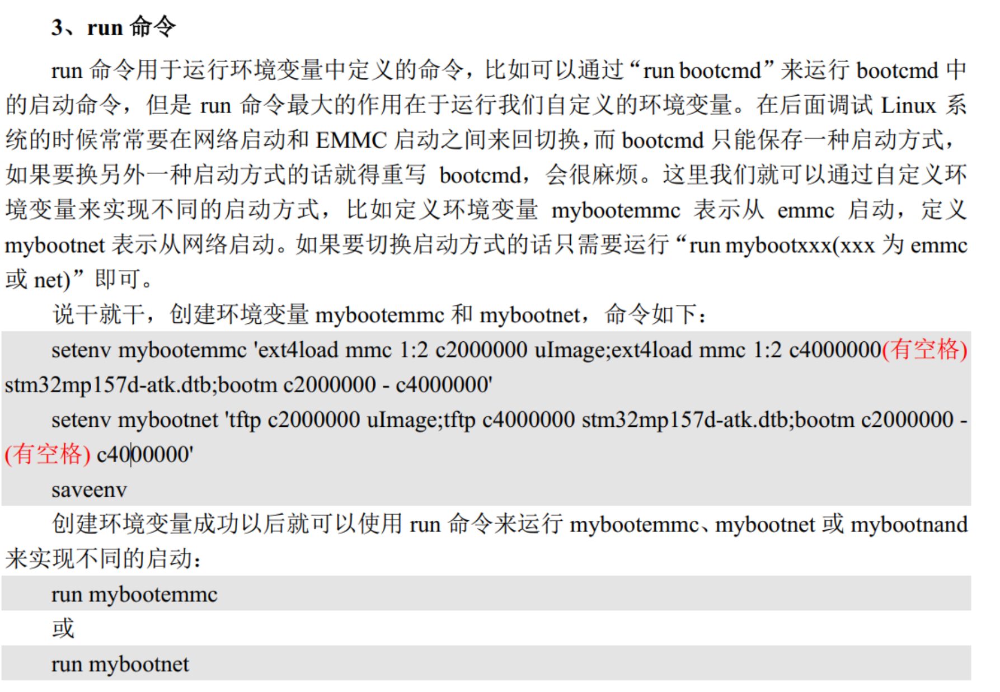 3、run 命令
run 命令用于运行环境变量中定义的命令，比如可以通过“run bootcmd”来运行 bootcmd 中
的启动命令，但是 run 命令最大的作用在于运行我们自定义的环境变量。在后面调试 Linux 系
统的时候常常要在网络启动和 EMMC 启动之间来回切换，而 bootcmd 只能保存一种启动方式，
如果要换另外一种启动方式的话就得重写 bootcmd，会很麻烦。这里我们就可以通过自定义环
境变量来实现不同的启动方式，比如定义环境变量 mybootemmc 表示从 emmc 启动，定义
mybootnet 表示从网络启动。如果要切换启动方式的话只需要运行“run mybootxxx(xxx 为 emmc
或 net)”即可。
说干就干，创建环境变量 mybootemmc 和 mybootnet，命令如下：
setenv mybootemmc 'ext4load mmc 1:2 c2000000 uImage;ext4load mmc 1:2 c4000000(有空格)
stm32mp157d-atk.dtb;bootm c2000000 - c4000000'
setenv mybootnet 'tftp c2000000 uImage;tftp c4000000 stm32mp157d-atk.dtb;bootm c2000000 -
(有空格) c4000000'
saveenv
创建环境变量成功以后就可以使用 run 命令来运行 mybootemmc、mybootnet 或 mybootnand
来实现不同的启动：
run mybootemmc
或
run mybootnet